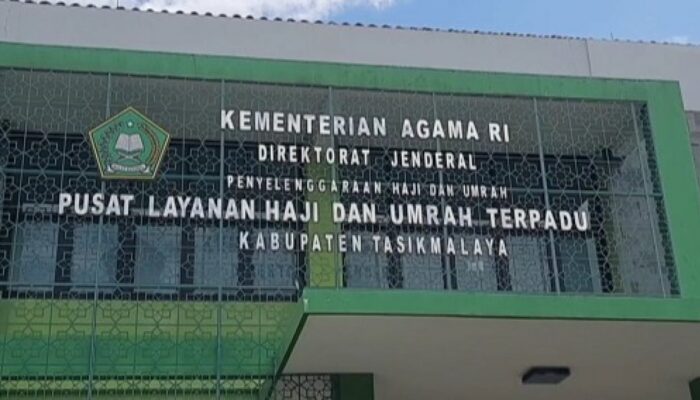 KEMENTERIAN AGAMA RI
DIREKTORAT JENDERAL
PENYELENGGARAAN HAJI DAN UMRAH
PUSAT LAYANAN HAJI DAN UMRAH TERPADU
KABUPATEN TASIKMALAYA